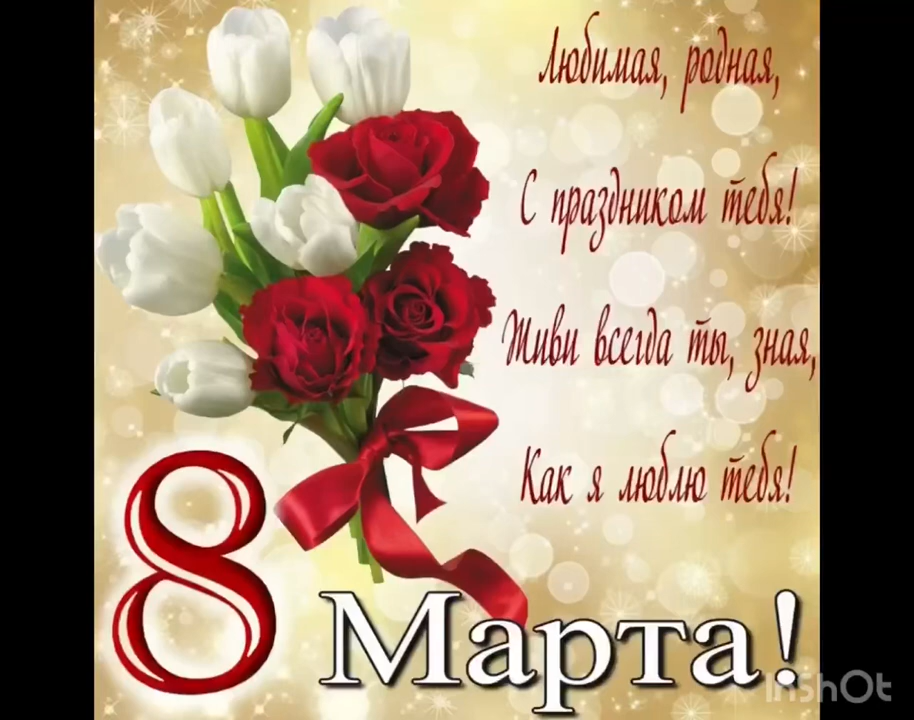 Любимая, родная,
С праздником тебя!
Живи всегда ты, зная,
Как я люблю тебя!
8 Марта!
InShOt